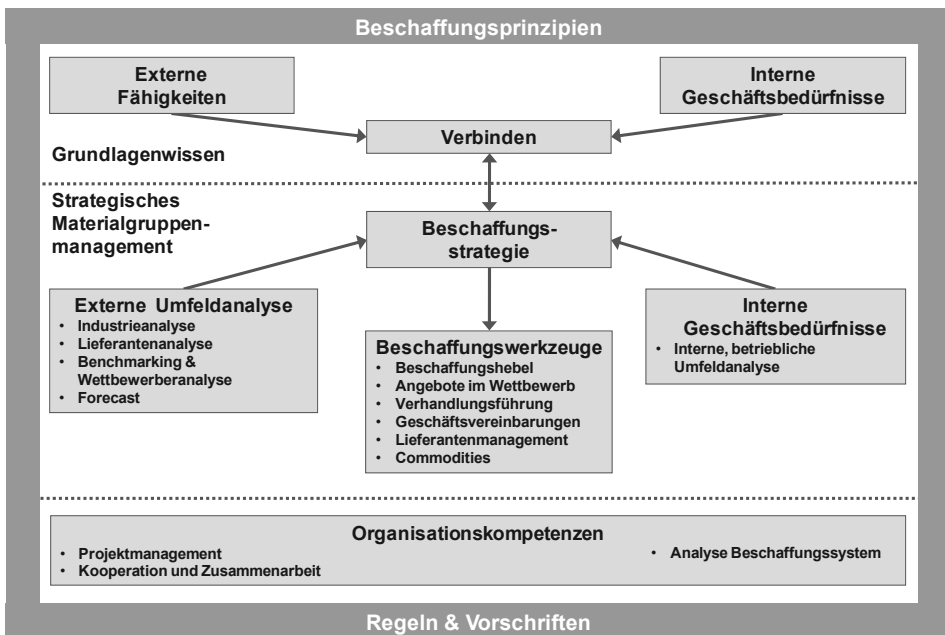 Beschaffungsprinzipien
Externe
Fähigkeiten
Interne
Geschäftsbedürfnisse
Verbinden
Grundlagenwissen
Strategisches
Materialgruppen-
management
Beschaffungs-
strategie
Externe Umfeldanalyse
• Industrieanalyse
• Lieferantenanalyse
• Benchmarking &
Wettbewerberanalyse
• Forecast
Beschaffungswerkzeuge
• Beschaffungshebel
• Angebote im Wettbewerb
• Verhandlungsführung
• Geschäftsvereinbarungen
• Lieferantenmanagement
• Commodities
Interne
Geschäftsbedürfnisse
• Interne, betriebliche
Umfeldanalyse
Organisationskompetenzen
• Projektmanagement
• Kooperation und Zusammenarbeit
• Analyse Beschaffungssystem
Regeln & Vorschriften